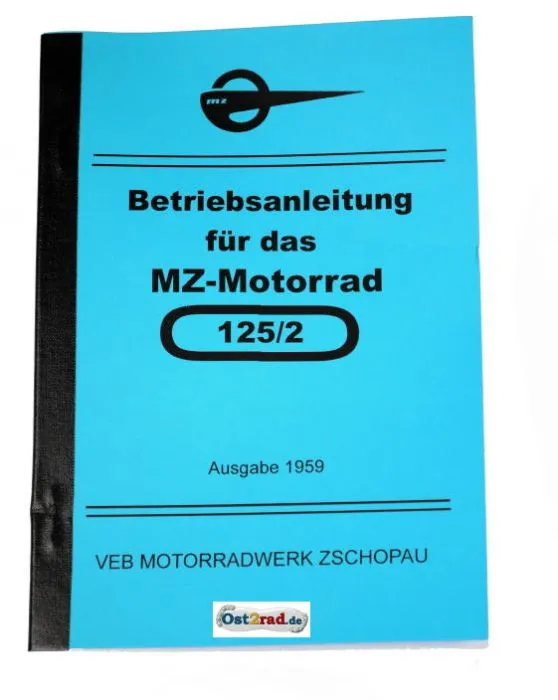 mz
Betriebsanleitung
für das
MZ-Motorrad
125/2
Ausgabe 1959
VEB MOTORRADWERK ZSCHOPAU
Ost2rad.de